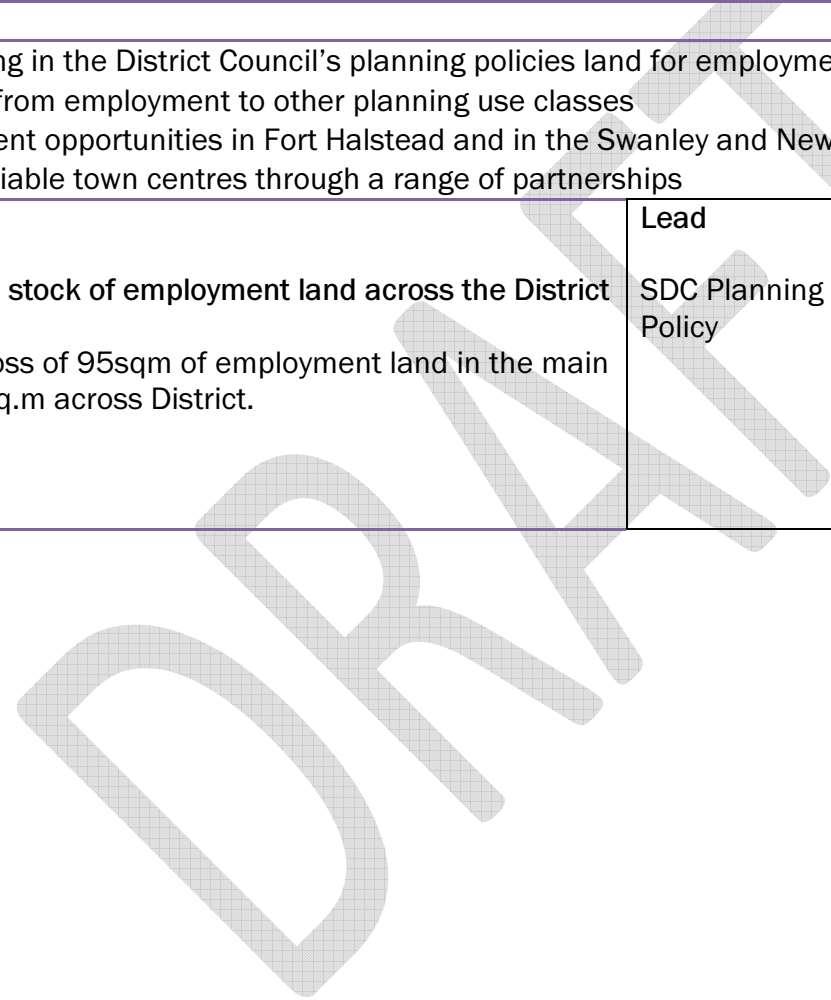 ng in the District Council’s planning policies land for employme
from employment to other planning use classes
ent opportunities in Fort Halstead and in the Swanley and New
iable town centres through a range of partnerships
Lead
stock of employment land across the District
SDC Planning
Policy
oss of 95sqm of employment land in the main
q.m across District.
DRAFT